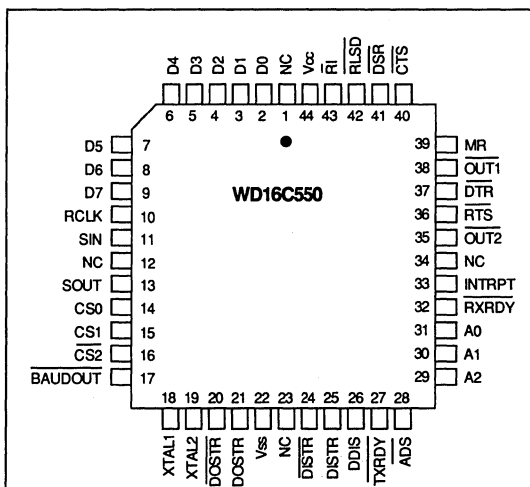 D4 D3 D2 D1 D0 NC Vcc RI RLSD DSR CTS
6 5 4 3 2 1 44 43 42 41 40
D5 7 39 MR
D6 8 38 OUT1
D7 9 WD16C550 37 DTR
RCLK 10 36 RTS
SIN 11 35 OUT2
NC 12 34 NC
SOUT 13 33 INTRPT
CS0 14 32 RXRDY
CS1 15 31 A0
CS2 16 30 A1
BAUDOUT 17 29 A2
18 19 20 21 22 23 24 25 26 27 28
XTAL1 XTAL2 DOSTR DOSTR Vss NC DISTR DISTR DDIS TXRDY ADS